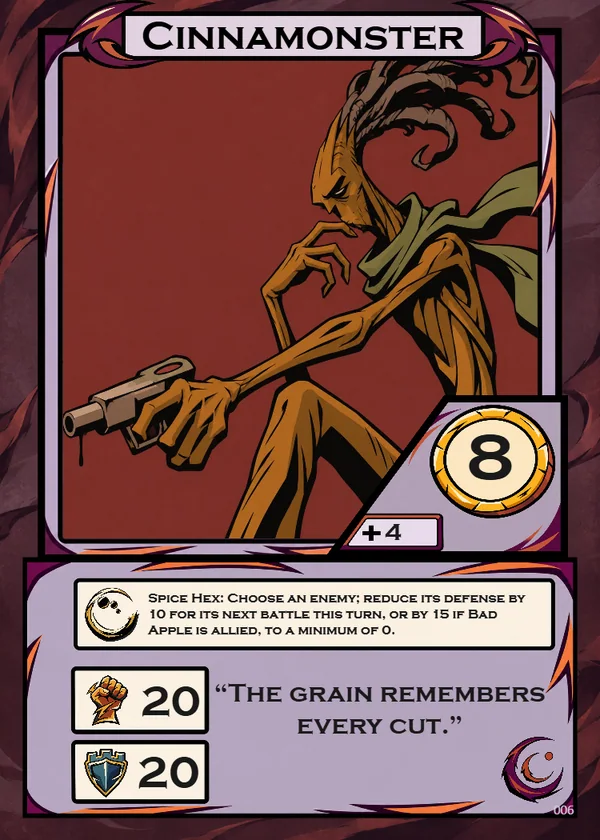 Cinnamonster
8
+4
Spice Hex: Choose an enemy; reduce its defense by
10 for its next battle this turn, or by 15 if Bad
Apple is allied, to a minimum of 0.
20
“The grain remembers
every cut.”
20
006